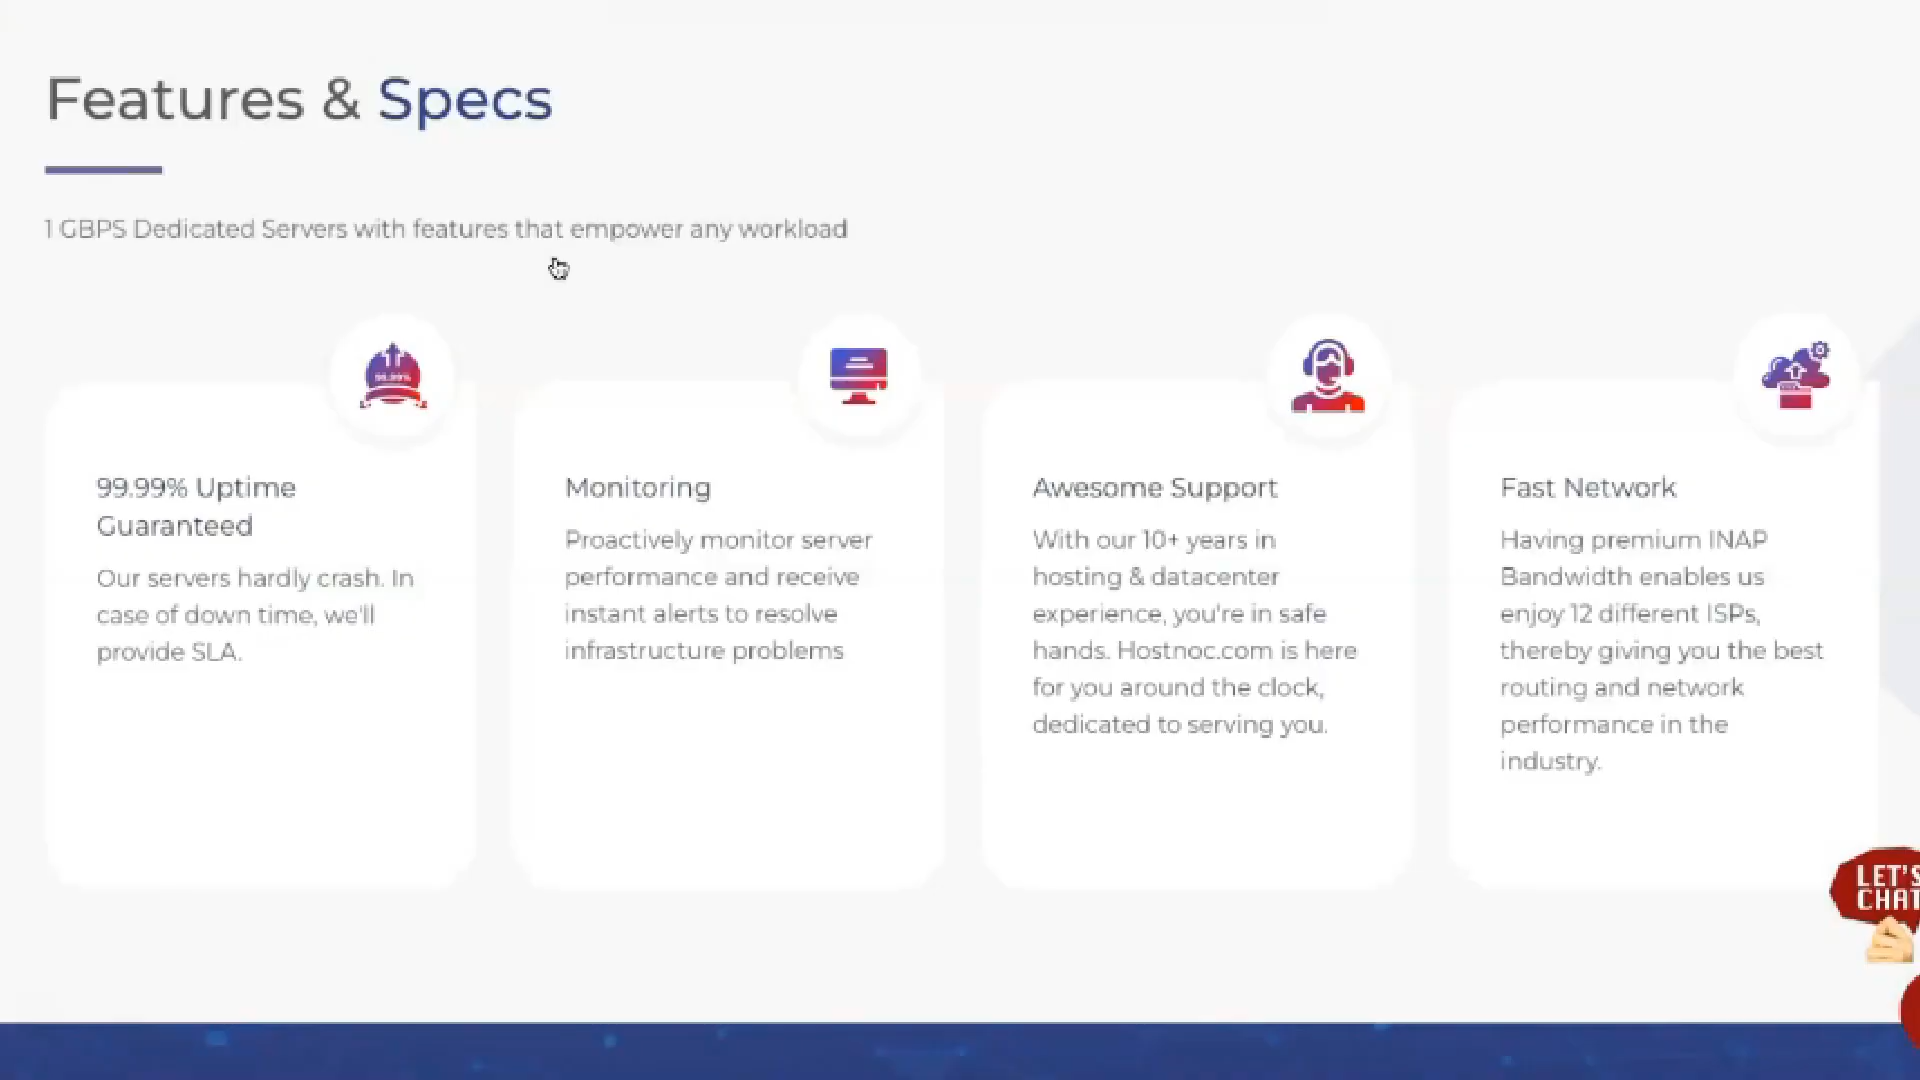 Features & Specs
1 GBPS Dedicated Servers with features that empower any workload
99.99%
99.99% Uptime
Guaranteed
Our servers hardly crash. In
case of down time, we'll
provide SLA.
Monitoring
Proactively monitor server
performance and receive
instant alerts to resolve
infrastructure problems
Awesome Support
With our 10+ years in
hosting & datacenter
experience, you're in safe
hands. Hostnoc.com is here
for you around the clock,
dedicated to serving you.
Fast Network
Having premium INAP
Bandwidth enables us
enjoy 12 different ISPs,
thereby giving you the best
routing and network
performance in the
industry.
LET'S
CHAT